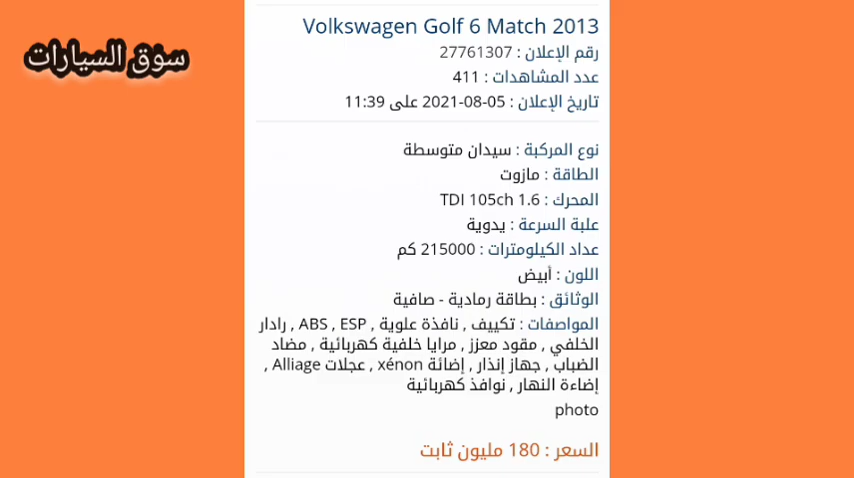 سوق السيارات
Volkswagen Golf 6 Match 2013
رقم الإعلان : 27761307
عدد المشاهدات : 411
تاريخ الإعلان : 05-08-2021 على 11:39
نوع المركبة : سيدان متوسطة
الطاقة : مازوت
المحرك : 1.6 TDI 105ch
علبة السرعة : يدوية
عداد الكيلومترات : 215000 كم
اللون : أبيض
الوثائق : بطاقة رمادية - صافية
المواصفات : تكييف , نافذة علوية , ABS , ESP , رادار
الخلفي , مقود معزز , مرايا خلفية كهربائية , مضاد
الضباب , جهاز إنذار , إضائة xénon , عجلات Alliage ,
إضاءة النهار , نوافذ كهربائية
photo
السعر : 180 مليون ثابت